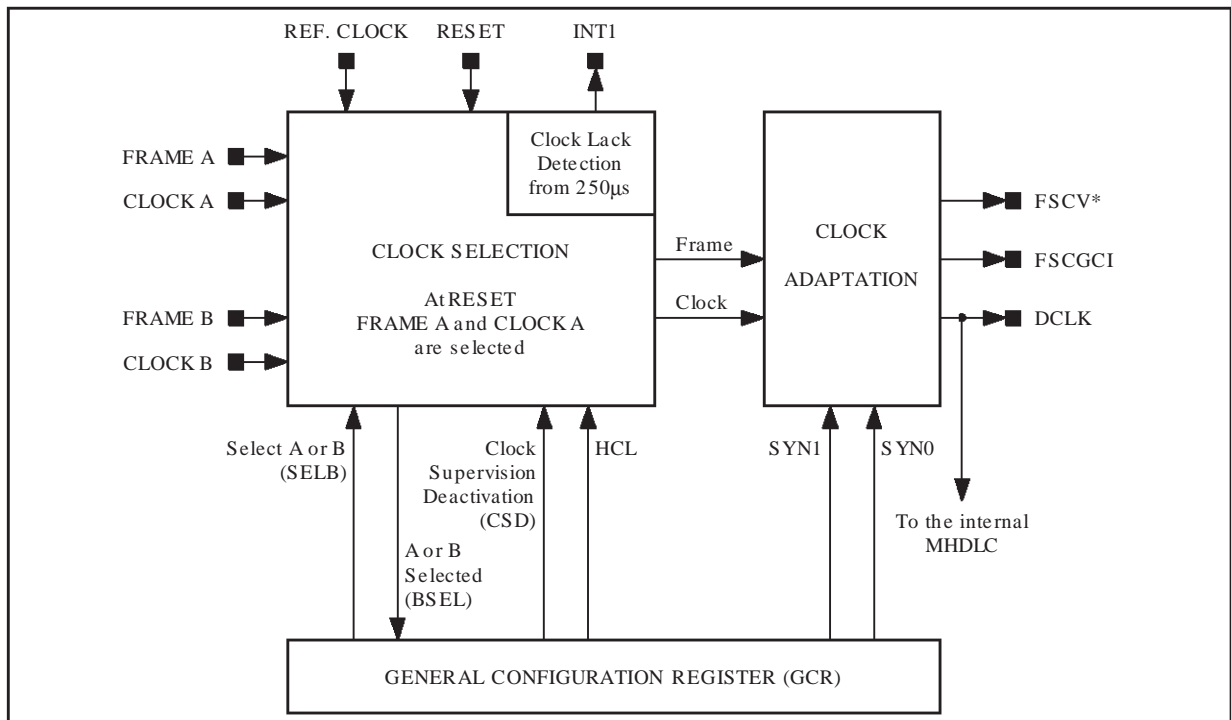 REF. CLOCK
RESET
INT1
FRAME A
CLOCK A
FRAME B
CLOCK B
Clock Lack
Detection
from 250µs
CLOCK SELECTION
At RESET
FRAME A and CLOCK A
are selected
Frame
Clock
CLOCK
ADAPTATION
FSCV*
FSCGCI
DCLK
Select A or B
(SELB)
A or B
Selected
(BSEL)
Clock
Supervision
Deactivation
(CSD)
HCL
SYN1
SYN0
To the internal
MHDLC
GENERAL CONFIGURATION REGISTER (GCR)